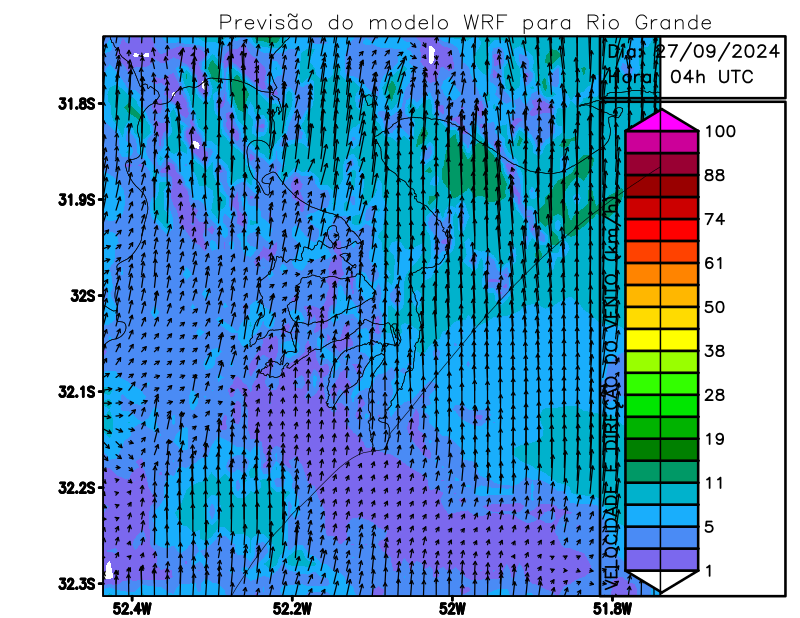 Previsão do modelo WRF para Rio Grande
Dia: 27/09/2024
Hora: 04h UTC
31.8S
31.9S
32S
32.1S
32.2S
32.3S
52.4W
52.2W
52W
51.8W
VELOCIDADE E DIREÇÃO DO VENTO (km/h)
100
88
74
61
50
38
28
19
11
5
1